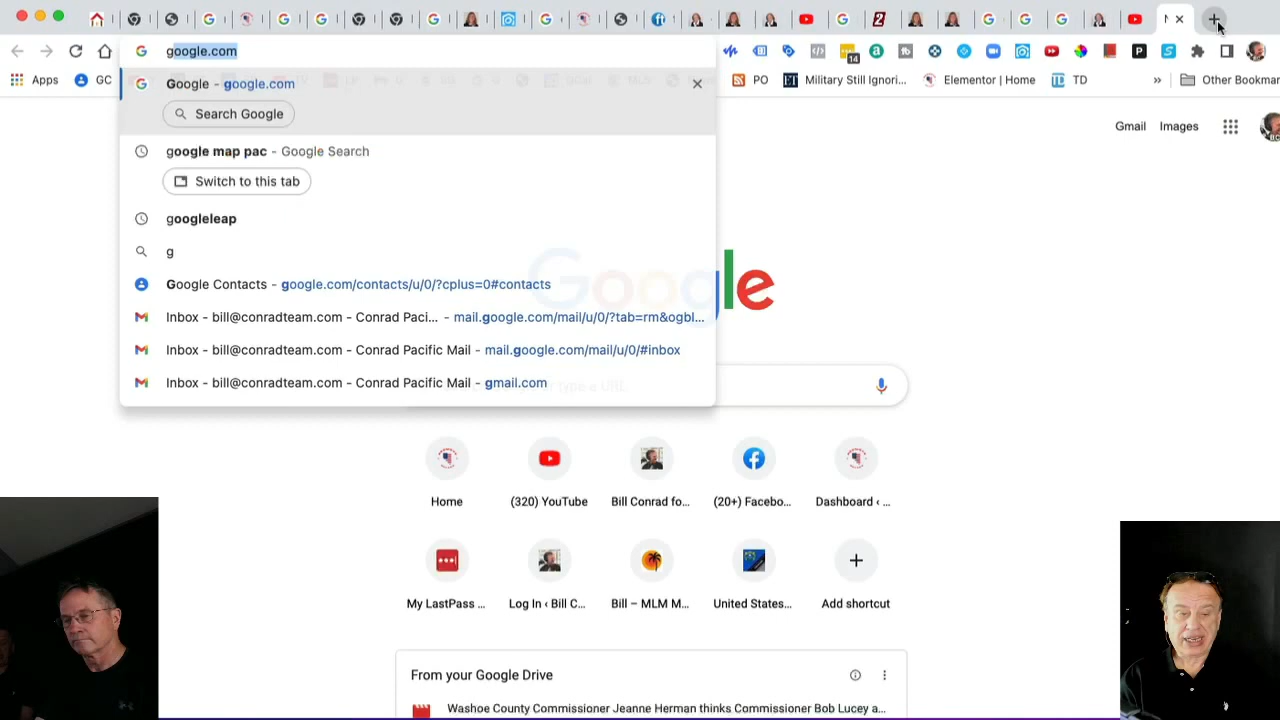 google.com
14
Apps
GC
PO
Military Still Ignori...
Elementor | Home
TD
»
Other Bookmar
Google - google.com
Search Google
Gmail
Images
google map pac - Google Search
Switch to this tab
googleleap
g
Google Contacts - google.com/contacts/u/0/?cplus=0#contacts
Inbox - bill@conradteam.com - Conrad Paci... - mail.google.com/mail/u/0/?tab=rm&ogbl...
Inbox - bill@conradteam.com - Conrad Pacific Mail - mail.google.com/mail/u/0/#inbox
Inbox - bill@conradteam.com - Conrad Pacific Mail - gmail.com
Google
type a URL
Home
(320) YouTube
Bill Conrad fo...
(20+) Facebo...
Dashboard ‹ ...
My LastPass ...
Log In ‹ Bill C...
Bill – MLM M...
United States...
Add shortcut
From your Google Drive
Washoe County Commissioner Jeanne Herman thinks Commissioner Bob Lucey a...